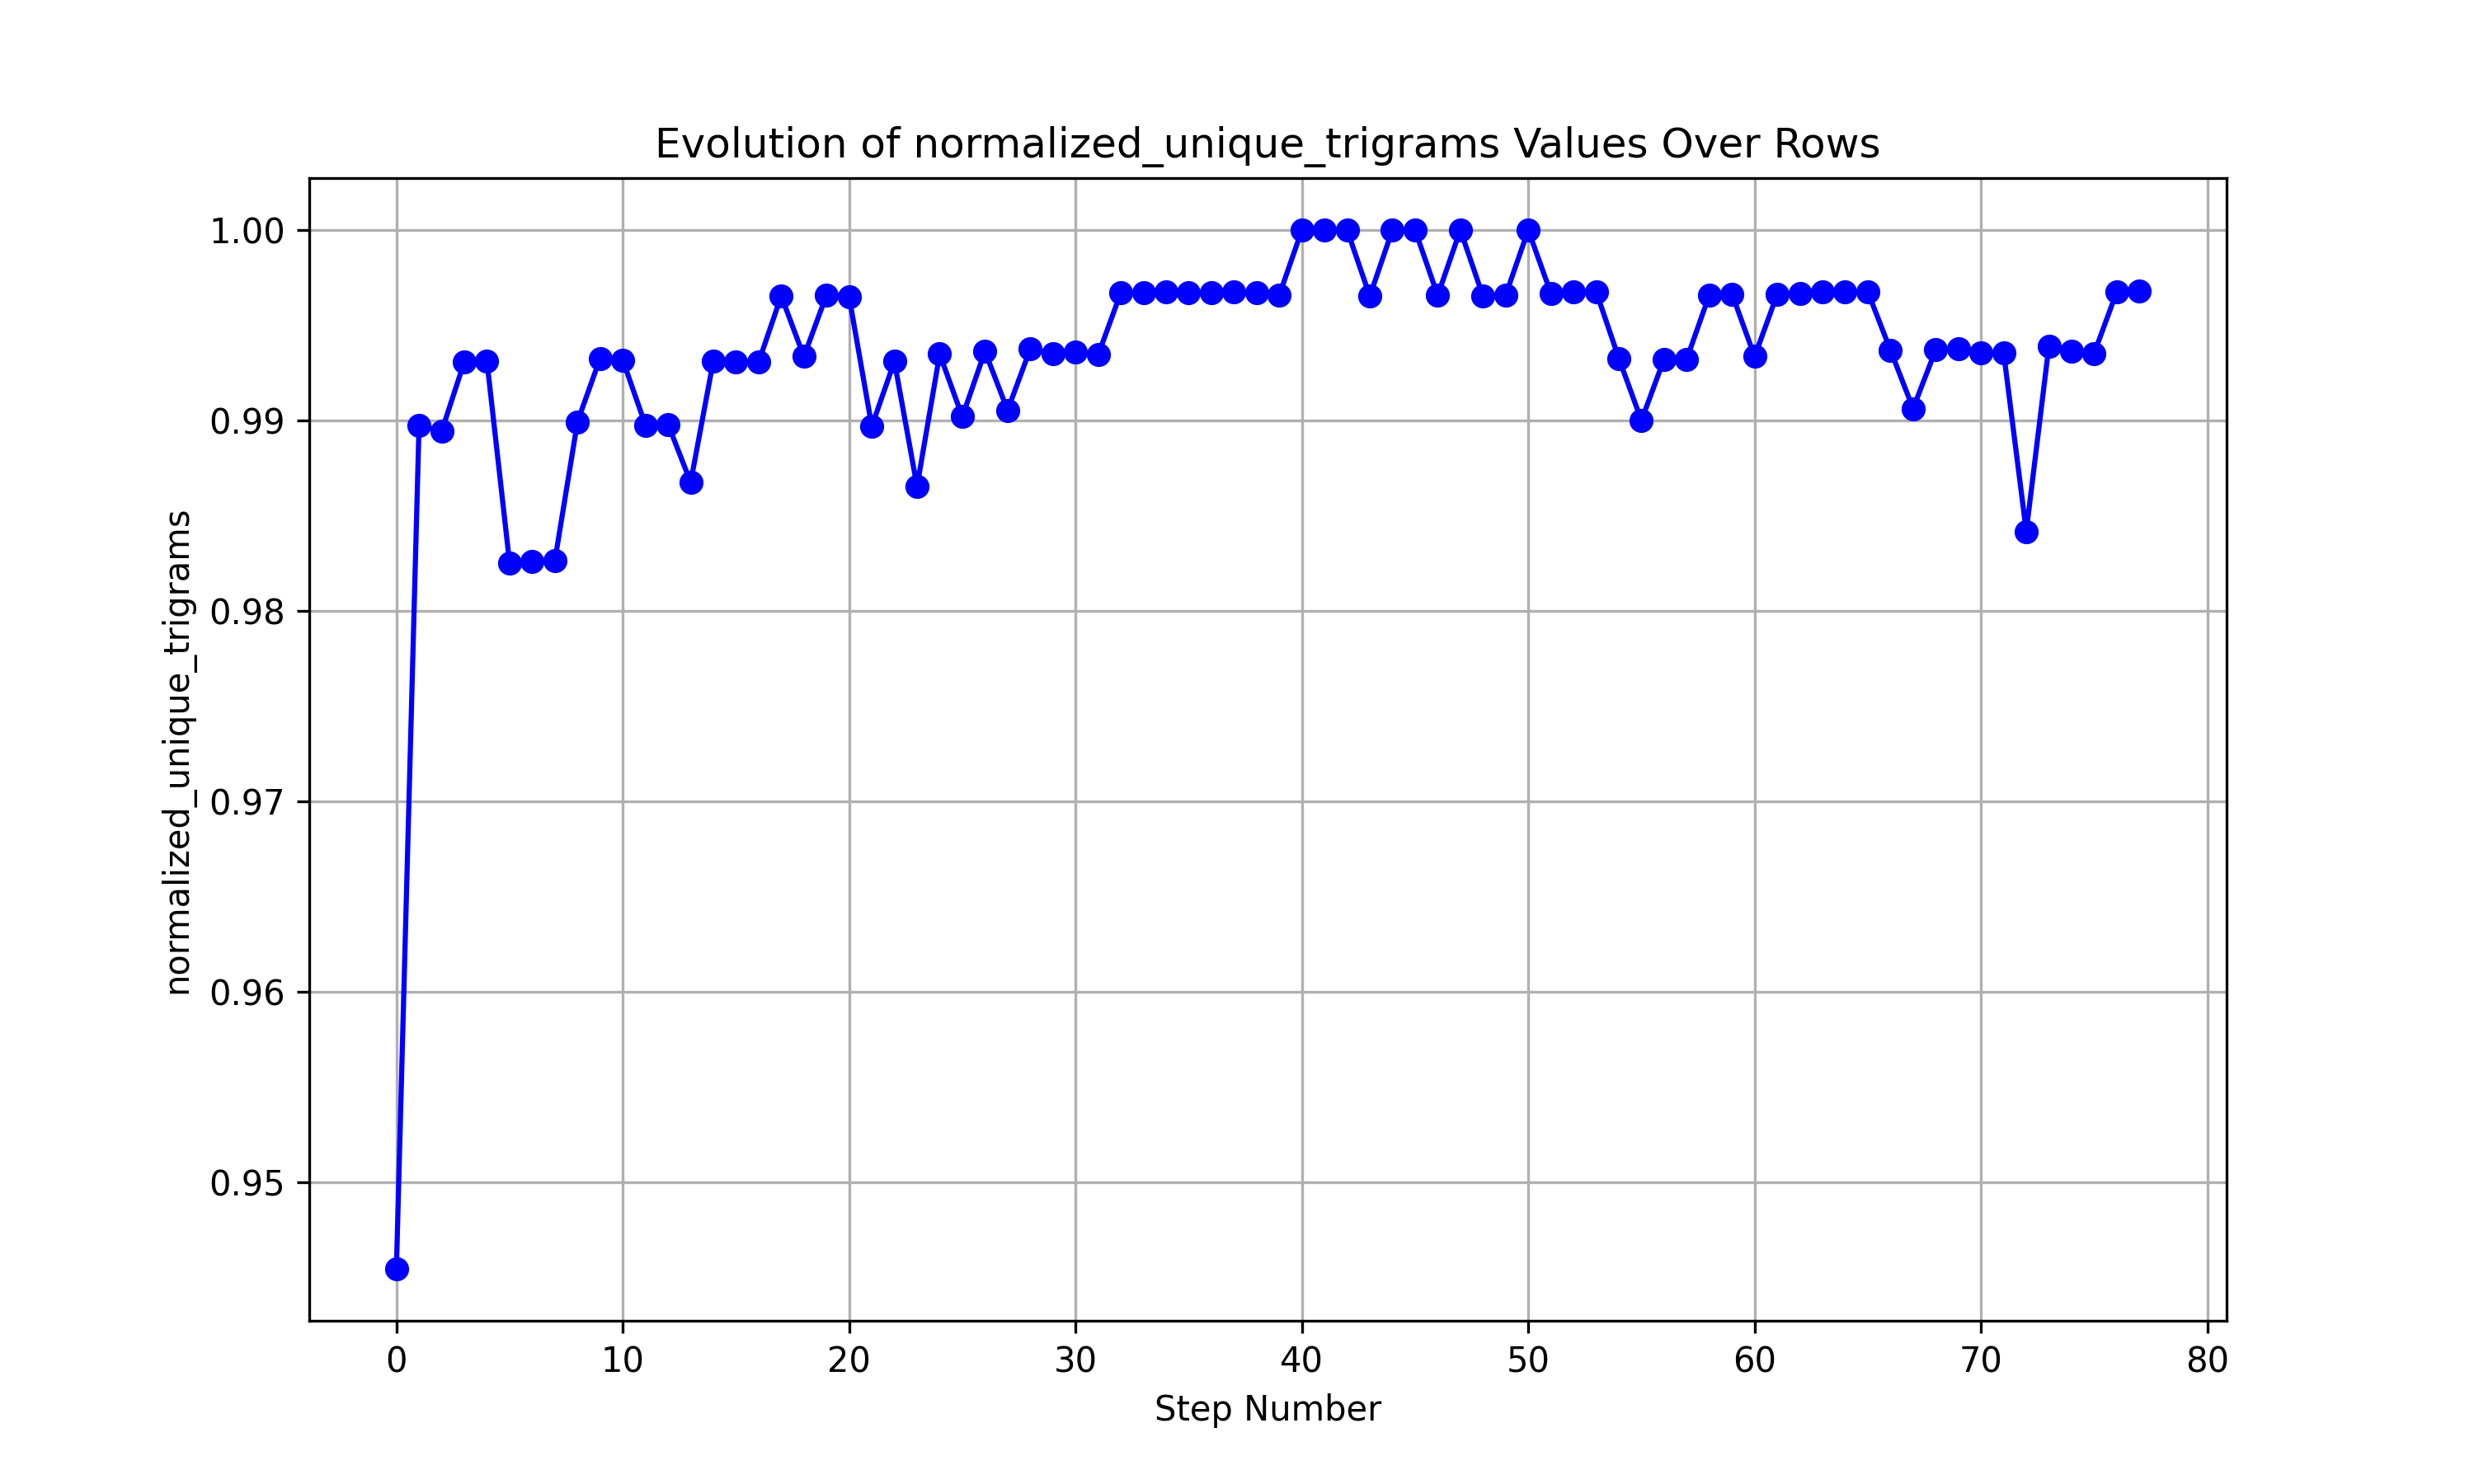 Evolution of normalized_unique_trigrams Values Over Rows
normalized_unique_trigrams
1.00
0.99
0.98
0.97
0.96
0.95
0 10 20 30 40 50 60 70 80
Step Number